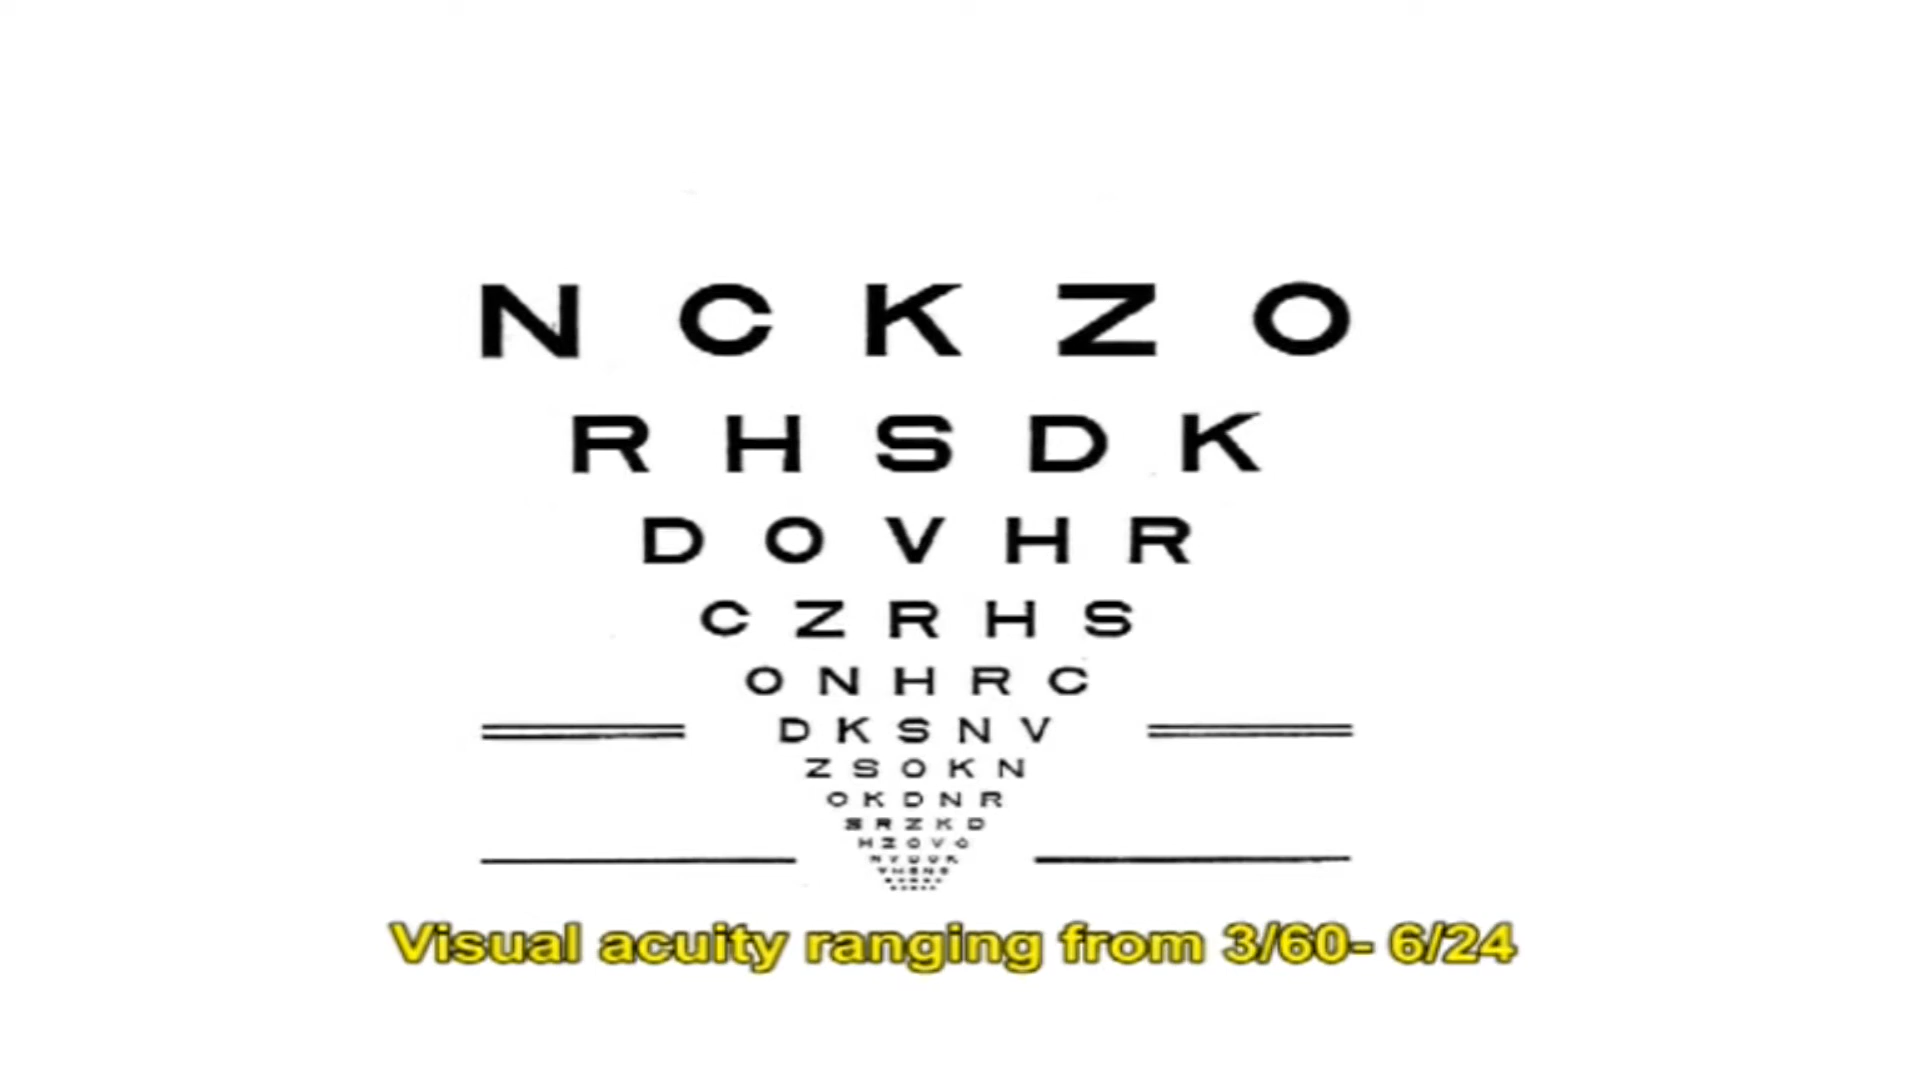 N C K Z O
R H S D K
D O V H R
C Z R H S
O N H R C
D K S N V
Z S O K N
O K D N R
S R Z K D
H Z O V O
Visual acuity ranging from 3/60- 6/24